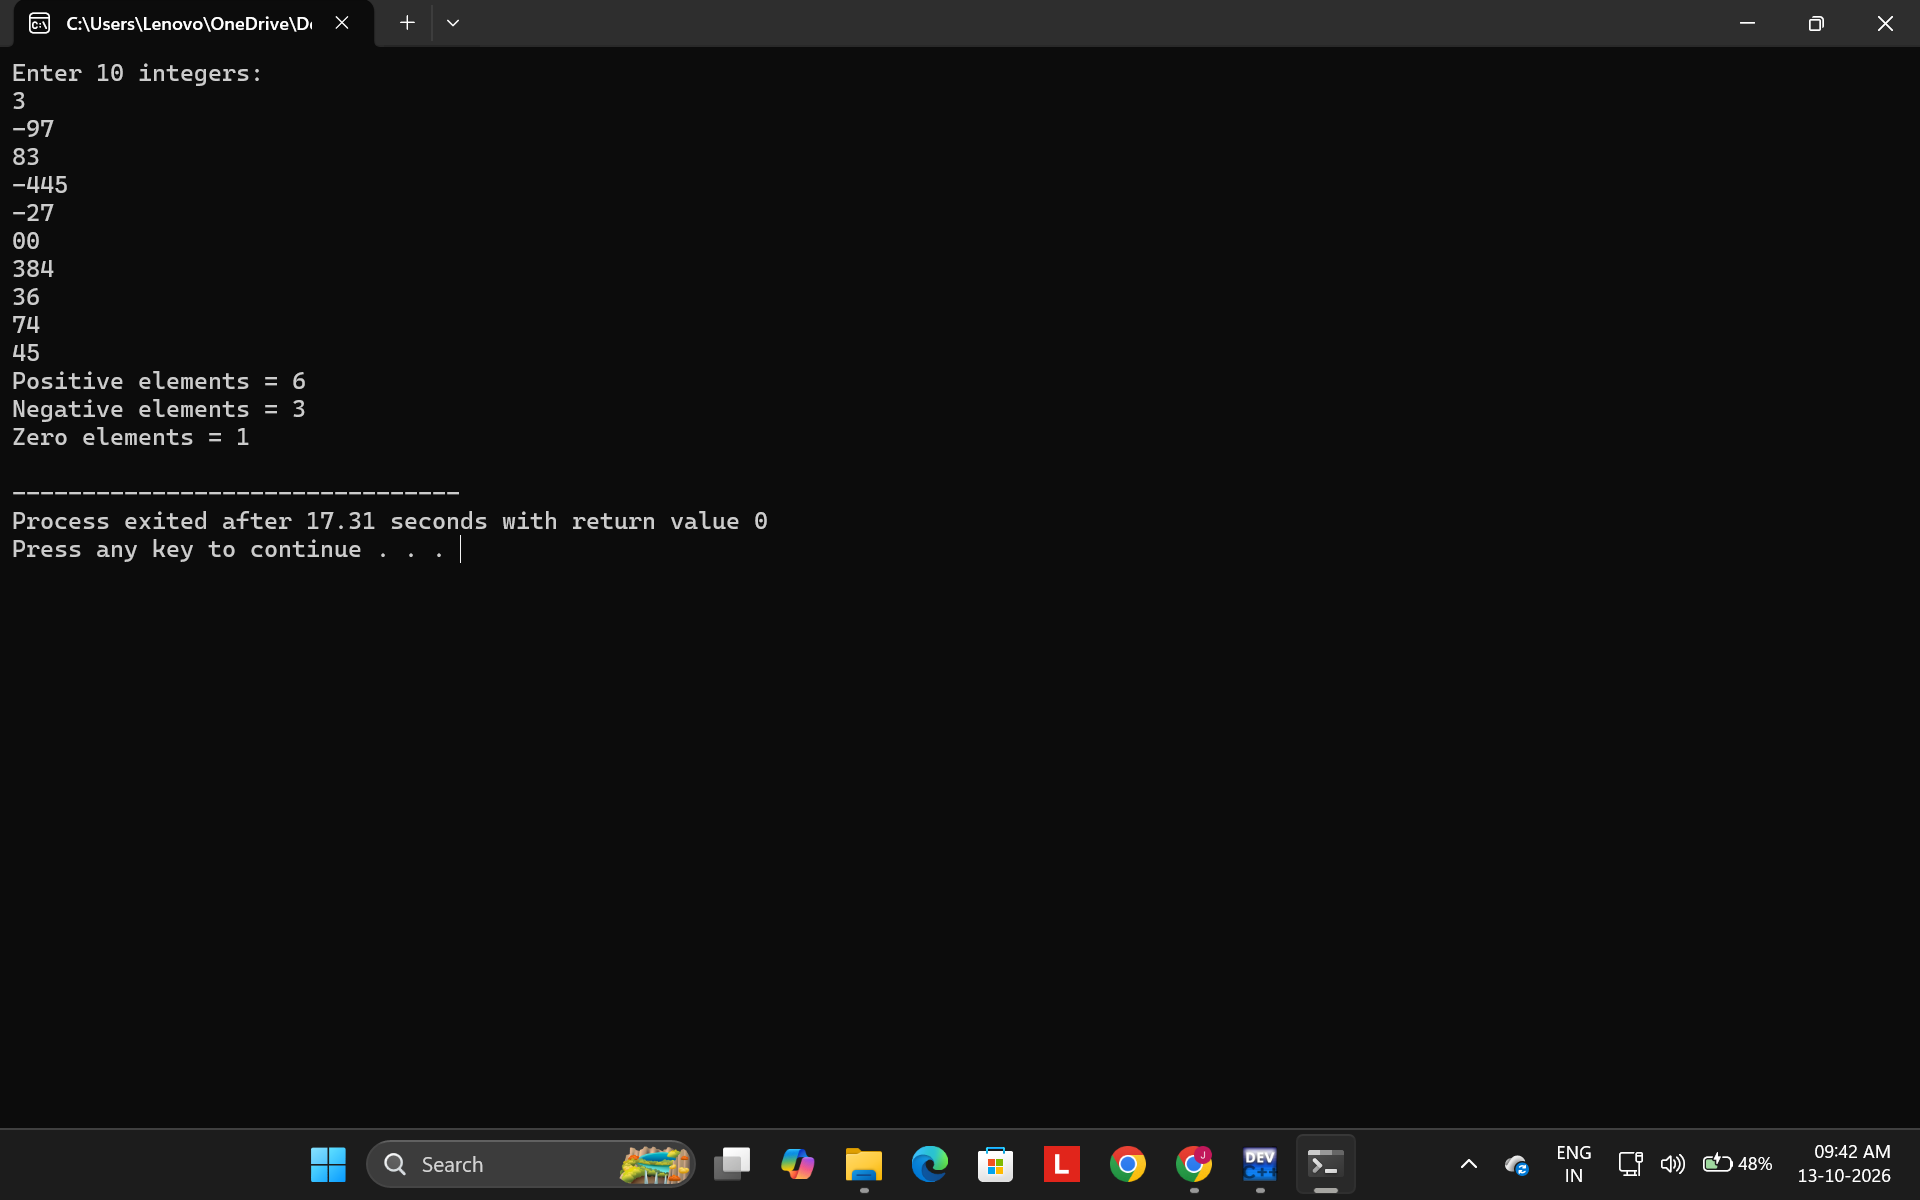 C:\Users\Lenovo\OneDrive\D
Enter 10 integers:
3
-97
83
-445
-27
00
384
36
74
45
Positive elements = 6
Negative elements = 3
Zero elements = 1
--------------------------------
Process exited after 17.31 seconds with return value 0
Press any key to continue . . .
Search
L
J
DEV
C++
ENG
IN
48%
09:42 AM
13-10-2026